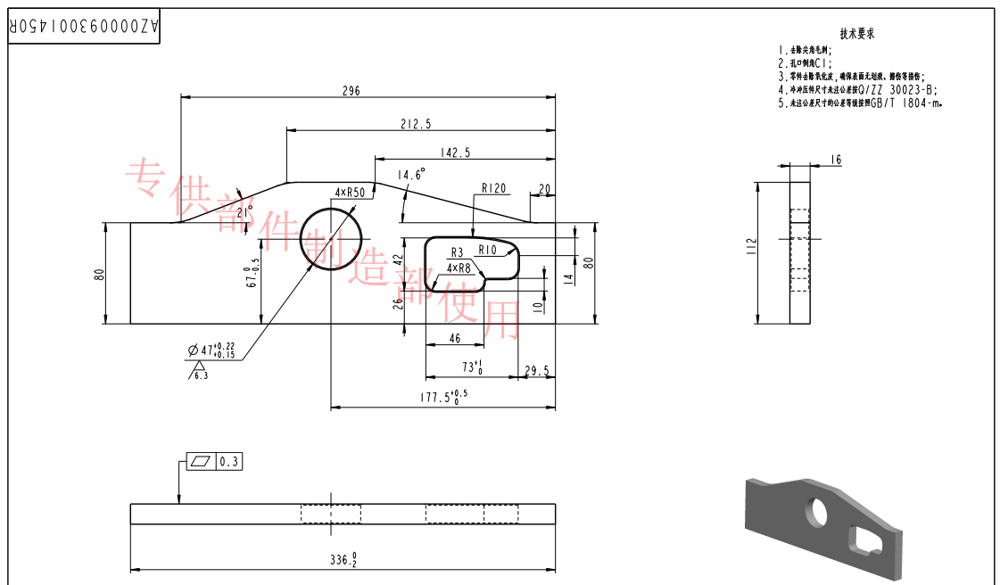 AZ000093001450R
技术要求
1. 去除尖角毛刺;
2. 孔口倒角C1;
3. 零件去除氧化皮,确保表面无划痕、擦伤等损伤;
4. 冷冲压件尺寸未注公差按Q/ZZ 30023-B;
5. 未注公差尺寸的公差等级按照GB/T 1804-m。
296
212.5
142.5
14.6°
4×R50
R120
20
21°
16
专供部件制造部使用
80
67 0 -0.5
42
R3
R10
4×R8
14
80
112
26
10
46
Ø47 +0.22 +0.15
6.3
73 +1 0
29.5
177.5 +0.5 0
0.3
336 0 -2